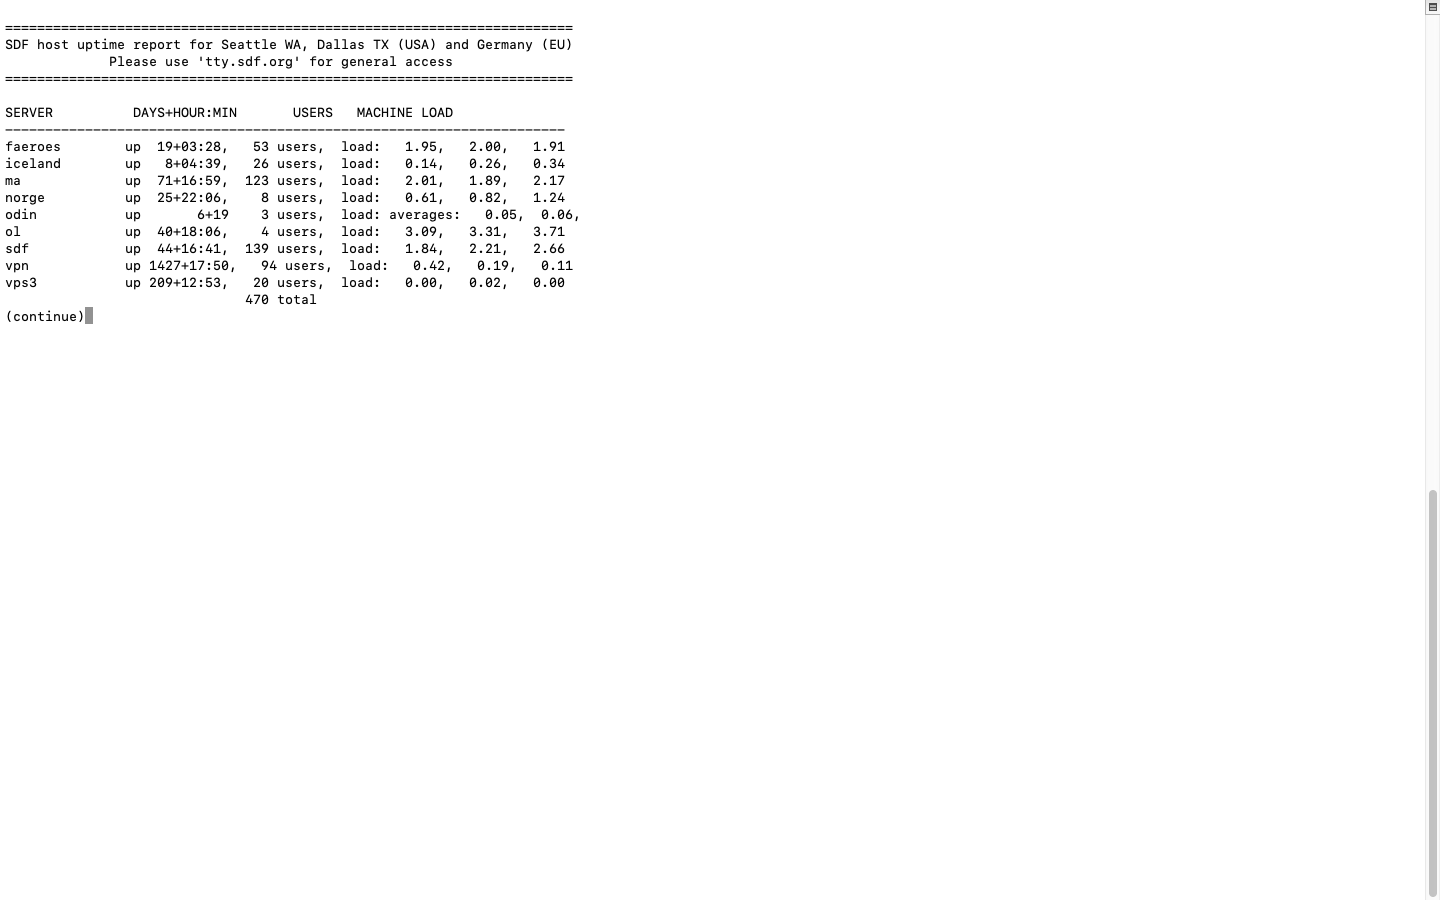 =======================================================================
SDF host uptime report for Seattle WA, Dallas TX (USA) and Germany (EU)
             Please use 'tty.sdf.org' for general access
=======================================================================

SERVER          DAYS+HOUR:MIN       USERS   MACHINE LOAD
----------------------------------------------------------------------
faeroes        up  19+03:28,   53 users,  load:   1.95,   2.00,   1.91
iceland        up   8+04:39,   26 users,  load:   0.14,   0.26,   0.34
ma             up  71+16:59,  123 users,  load:   2.01,   1.89,   2.17
norge          up  25+22:06,    8 users,  load:   0.61,   0.82,   1.24
odin           up       6+19    3 users,  load: averages:   0.05,  0.06,
ol             up  40+18:06,    4 users,  load:   3.09,   3.31,   3.71
sdf            up  44+16:41,  139 users,  load:   1.84,   2.21,   2.66
vpn            up 1427+17:50,   94 users,  load:   0.42,   0.19,   0.11
vps3           up 209+12:53,   20 users,  load:   0.00,   0.02,   0.00
                              470 total
(continue)